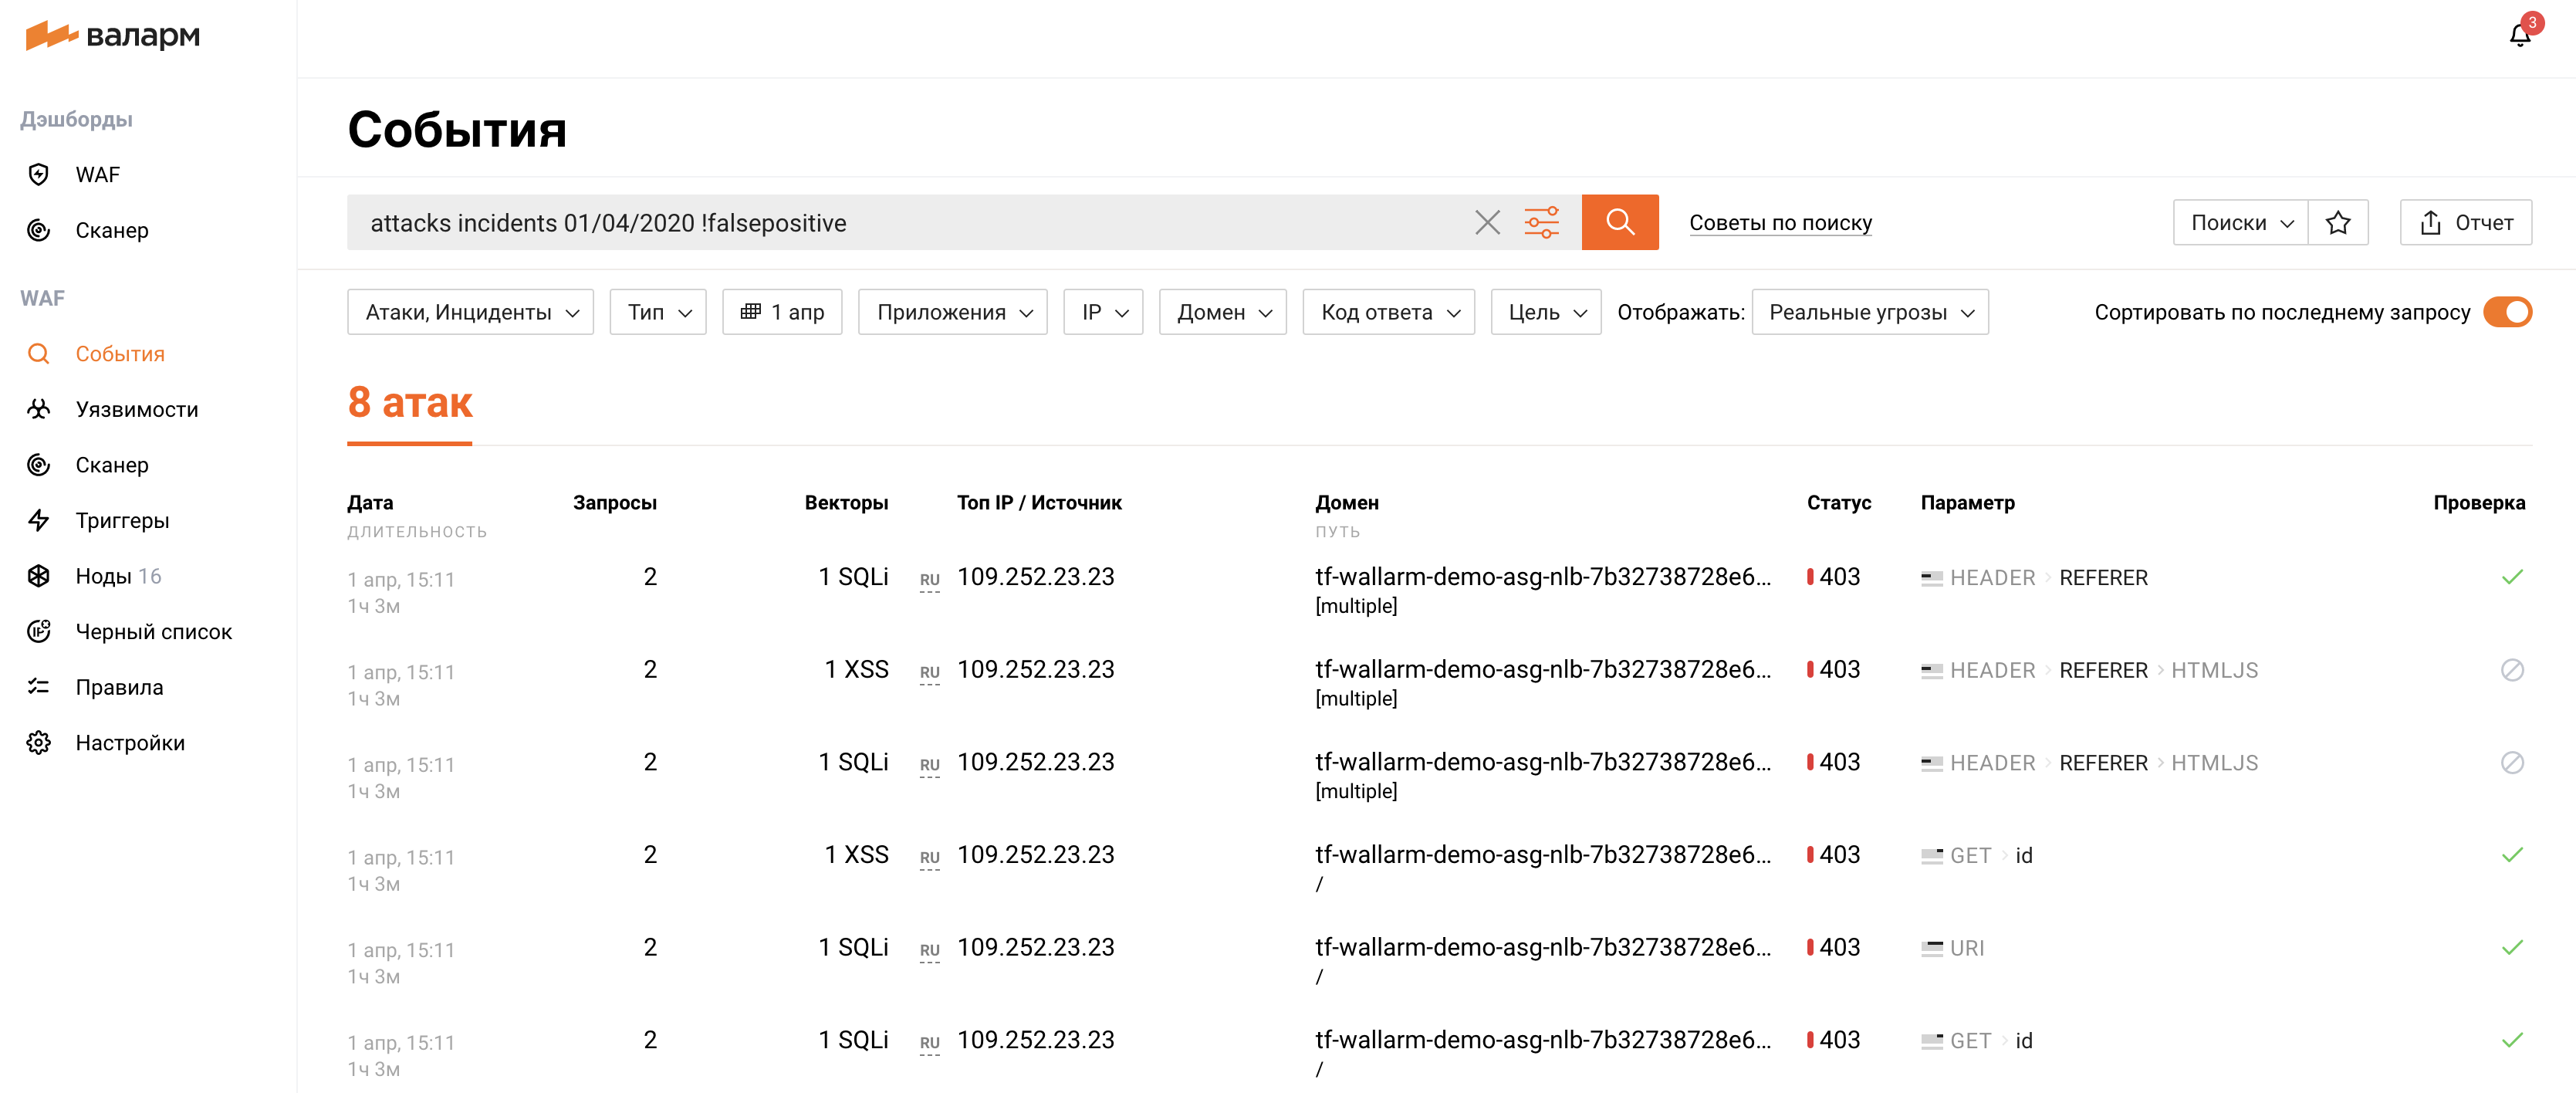 валарм
3
Дэшборды
WAF
Сканер
WAF
События
Уязвимости
Сканер
Триггеры
Ноды 16
Черный список
Правила
Настройки
События
attacks incidents 01/04/2020 !falsepositive
Советы по поиску
Поиски
Отчет
Атаки, Инциденты Тип 1 апр Приложения IP Домен Код ответа Цель Отображать: Реальные угрозы Сортировать по последнему запросу
8 атак
Дата Запросы Векторы Топ IP / Источник Домен Статус Параметр Проверка
ДЛИТЕЛЬНОСТЬ ПУТЬ
1 апр, 15:11 2 1 SQLi RU 109.252.23.23 tf-wallarm-demo-asg-nlb-7b32738728e6... 403 HEADER › REFERER
1ч 3м [multiple]
1 апр, 15:11 2 1 XSS RU 109.252.23.23 tf-wallarm-demo-asg-nlb-7b32738728e6... 403 HEADER › REFERER › HTMLJS
1ч 3м [multiple]
1 апр, 15:11 2 1 SQLi RU 109.252.23.23 tf-wallarm-demo-asg-nlb-7b32738728e6... 403 HEADER › REFERER › HTMLJS
1ч 3м [multiple]
1 апр, 15:11 2 1 XSS RU 109.252.23.23 tf-wallarm-demo-asg-nlb-7b32738728e6... 403 GET › id
1ч 3м /
1 апр, 15:11 2 1 SQLi RU 109.252.23.23 tf-wallarm-demo-asg-nlb-7b32738728e6... 403 URI
1ч 3м /
1 апр, 15:11 2 1 SQLi RU 109.252.23.23 tf-wallarm-demo-asg-nlb-7b32738728e6... 403 GET › id
1ч 3м /